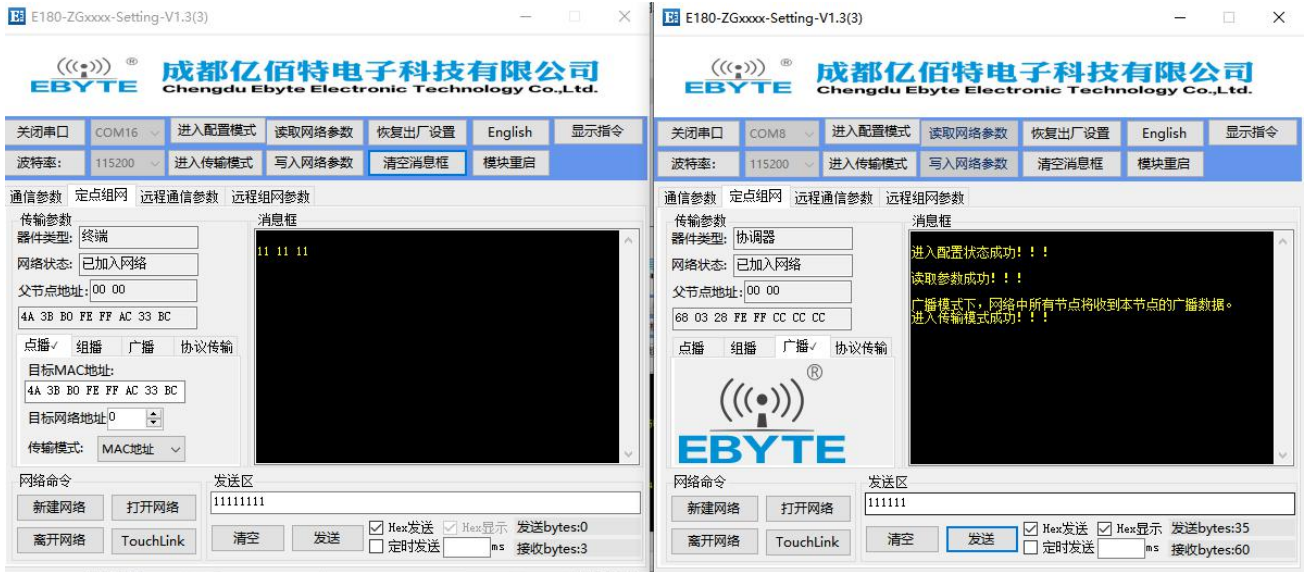 E180-ZGxxxx-Setting-V1.3(3)
®
EBYTE
成都亿佰特电子科技有限公司
Chengdu Ebyte Electronic Technology Co.,Ltd.
关闭串口 COM16 进入配置模式 读取网络参数 恢复出厂设置 English 显示指令
波特率: 115200 进入传输模式 写入网络参数 清空消息框 模块重启
通信参数 定点组网 远程通信参数 远程组网参数
传输参数
器件类型: 终端
网络状态: 已加入网络
父节点地址: 00 00
4A 3B B0 FE FF AC 33 BC
点播✓ 组播 广播 协议传输
目标MAC地址:
4A 3B B0 FE FF AC 33 BC
目标网络地址 0
传输模式: MAC地址
消息框
11 11 11
网络命令
新建网络 打开网络
离开网络 TouchLink
发送区
11111111
清空 发送
Hex发送 Hex显示 发送bytes:0
定时发送 ms 接收bytes:3
E180-ZGxxxx-Setting-V1.3(3)
®
EBYTE
成都亿佰特电子科技有限公司
Chengdu Ebyte Electronic Technology Co.,Ltd.
关闭串口 COM8 进入配置模式 读取网络参数 恢复出厂设置 English 显示指令
波特率: 115200 进入传输模式 写入网络参数 清空消息框 模块重启
通信参数 定点组网 远程通信参数 远程组网参数
传输参数
器件类型: 协调器
网络状态: 已加入网络
父节点地址: 00 00
68 03 28 FE FF CC CC CC
点播 组播 广播✓ 协议传输
®
EBYTE
消息框
进入配置状态成功!!!
读取参数成功!!!
广播模式下，网络中所有节点将收到本节点的广播数据。
进入传输模式成功!!!
网络命令
新建网络 打开网络
离开网络 TouchLink
发送区
111111
清空 发送
Hex发送 Hex显示 发送bytes:35
定时发送 ms 接收bytes:60